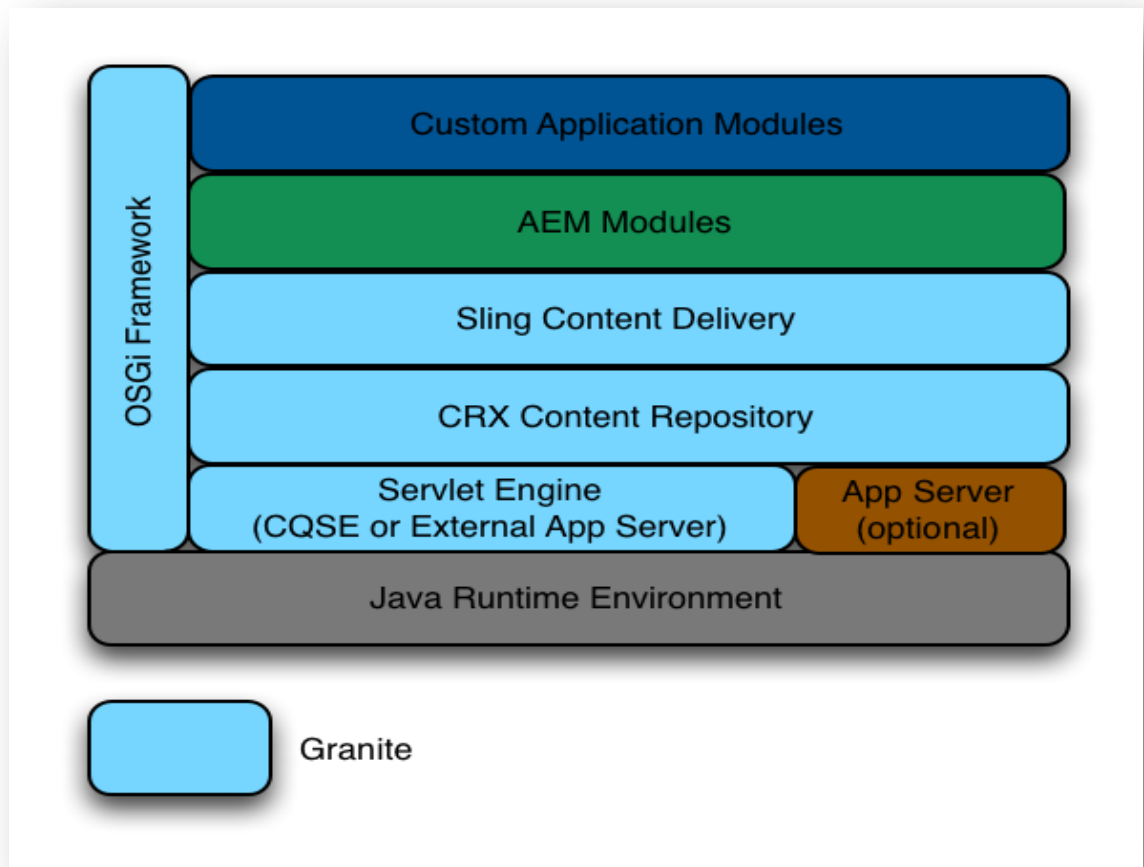 OSGi Framework
Custom Application Modules
AEM Modules
Sling Content Delivery
CRX Content Repository
Servlet Engine
(CQSE or External App Server)
App Server
(optional)
Java Runtime Environment
Granite